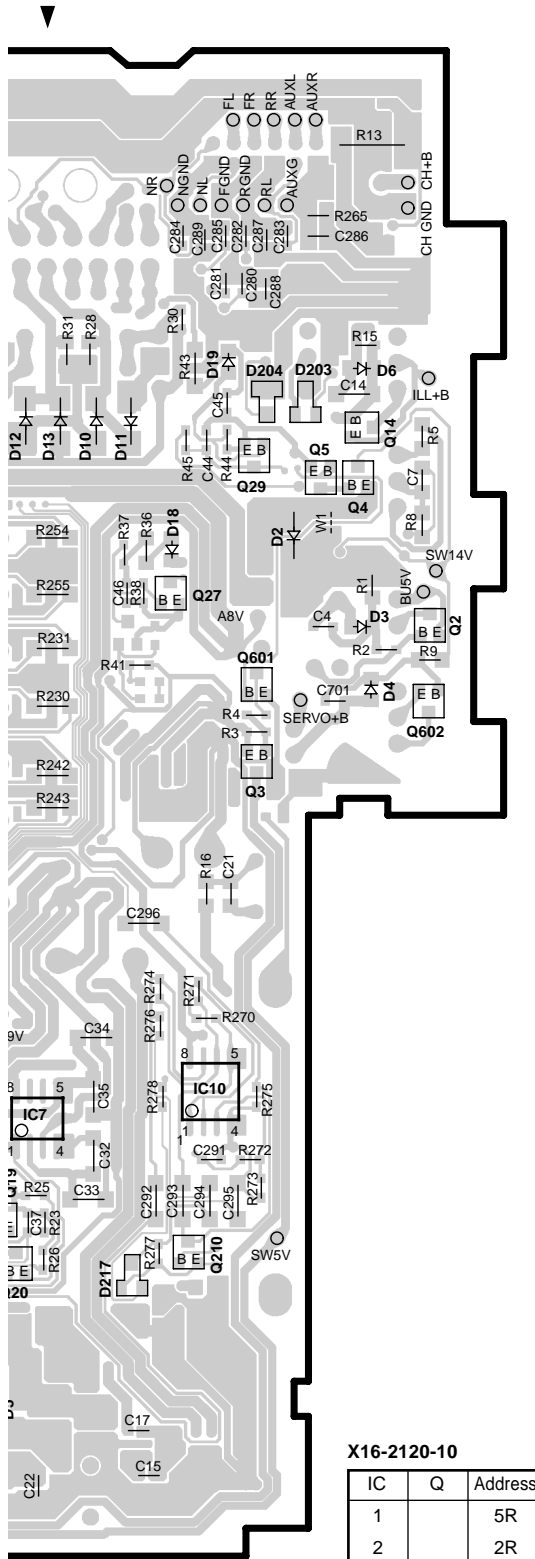 FL FR RR AUXL AUXR
R13
NR NGND NL FGND RGND RL AUXG
CH+B
CH GND
C284 C289 C285 C282 C287 C283
R265
C286
C281 C280 C288
R31 R28
R30
R43
D19
R15
D204 D203
D6
C14
ILL+B
C45
E B
Q14
D12 D13 D10 D11
R45 C44 R44
E B
Q29
Q5
E B
B E
Q4
R5
C7
R8
R254
R37 R36 D18
D2
W1
SW14V
R255
C46 R38
B E
Q27
A8V
R1
BU5V
C4
D3
B E
Q2
R231
R41
Q601
R2
R9
B E
R230
R4
C701
D4
E B
SERVO+B
R3
Q602
E B
Q3
R242
R243
R16 C21
C296
R274
R271
R276
R270
9V
C34
8 5
IC10
R278
R275
1
1 4
8 5
IC7
C35
1 4
C32
C291 R272
Q19
R25
C33
R273
C292 C293 C294 C295
E
C37 R23
R26
B E
R277
B E
Q210
SW5V
D217
C17
C15
C22
X16-2120-10
IC Q Address
1 5R
2 2R